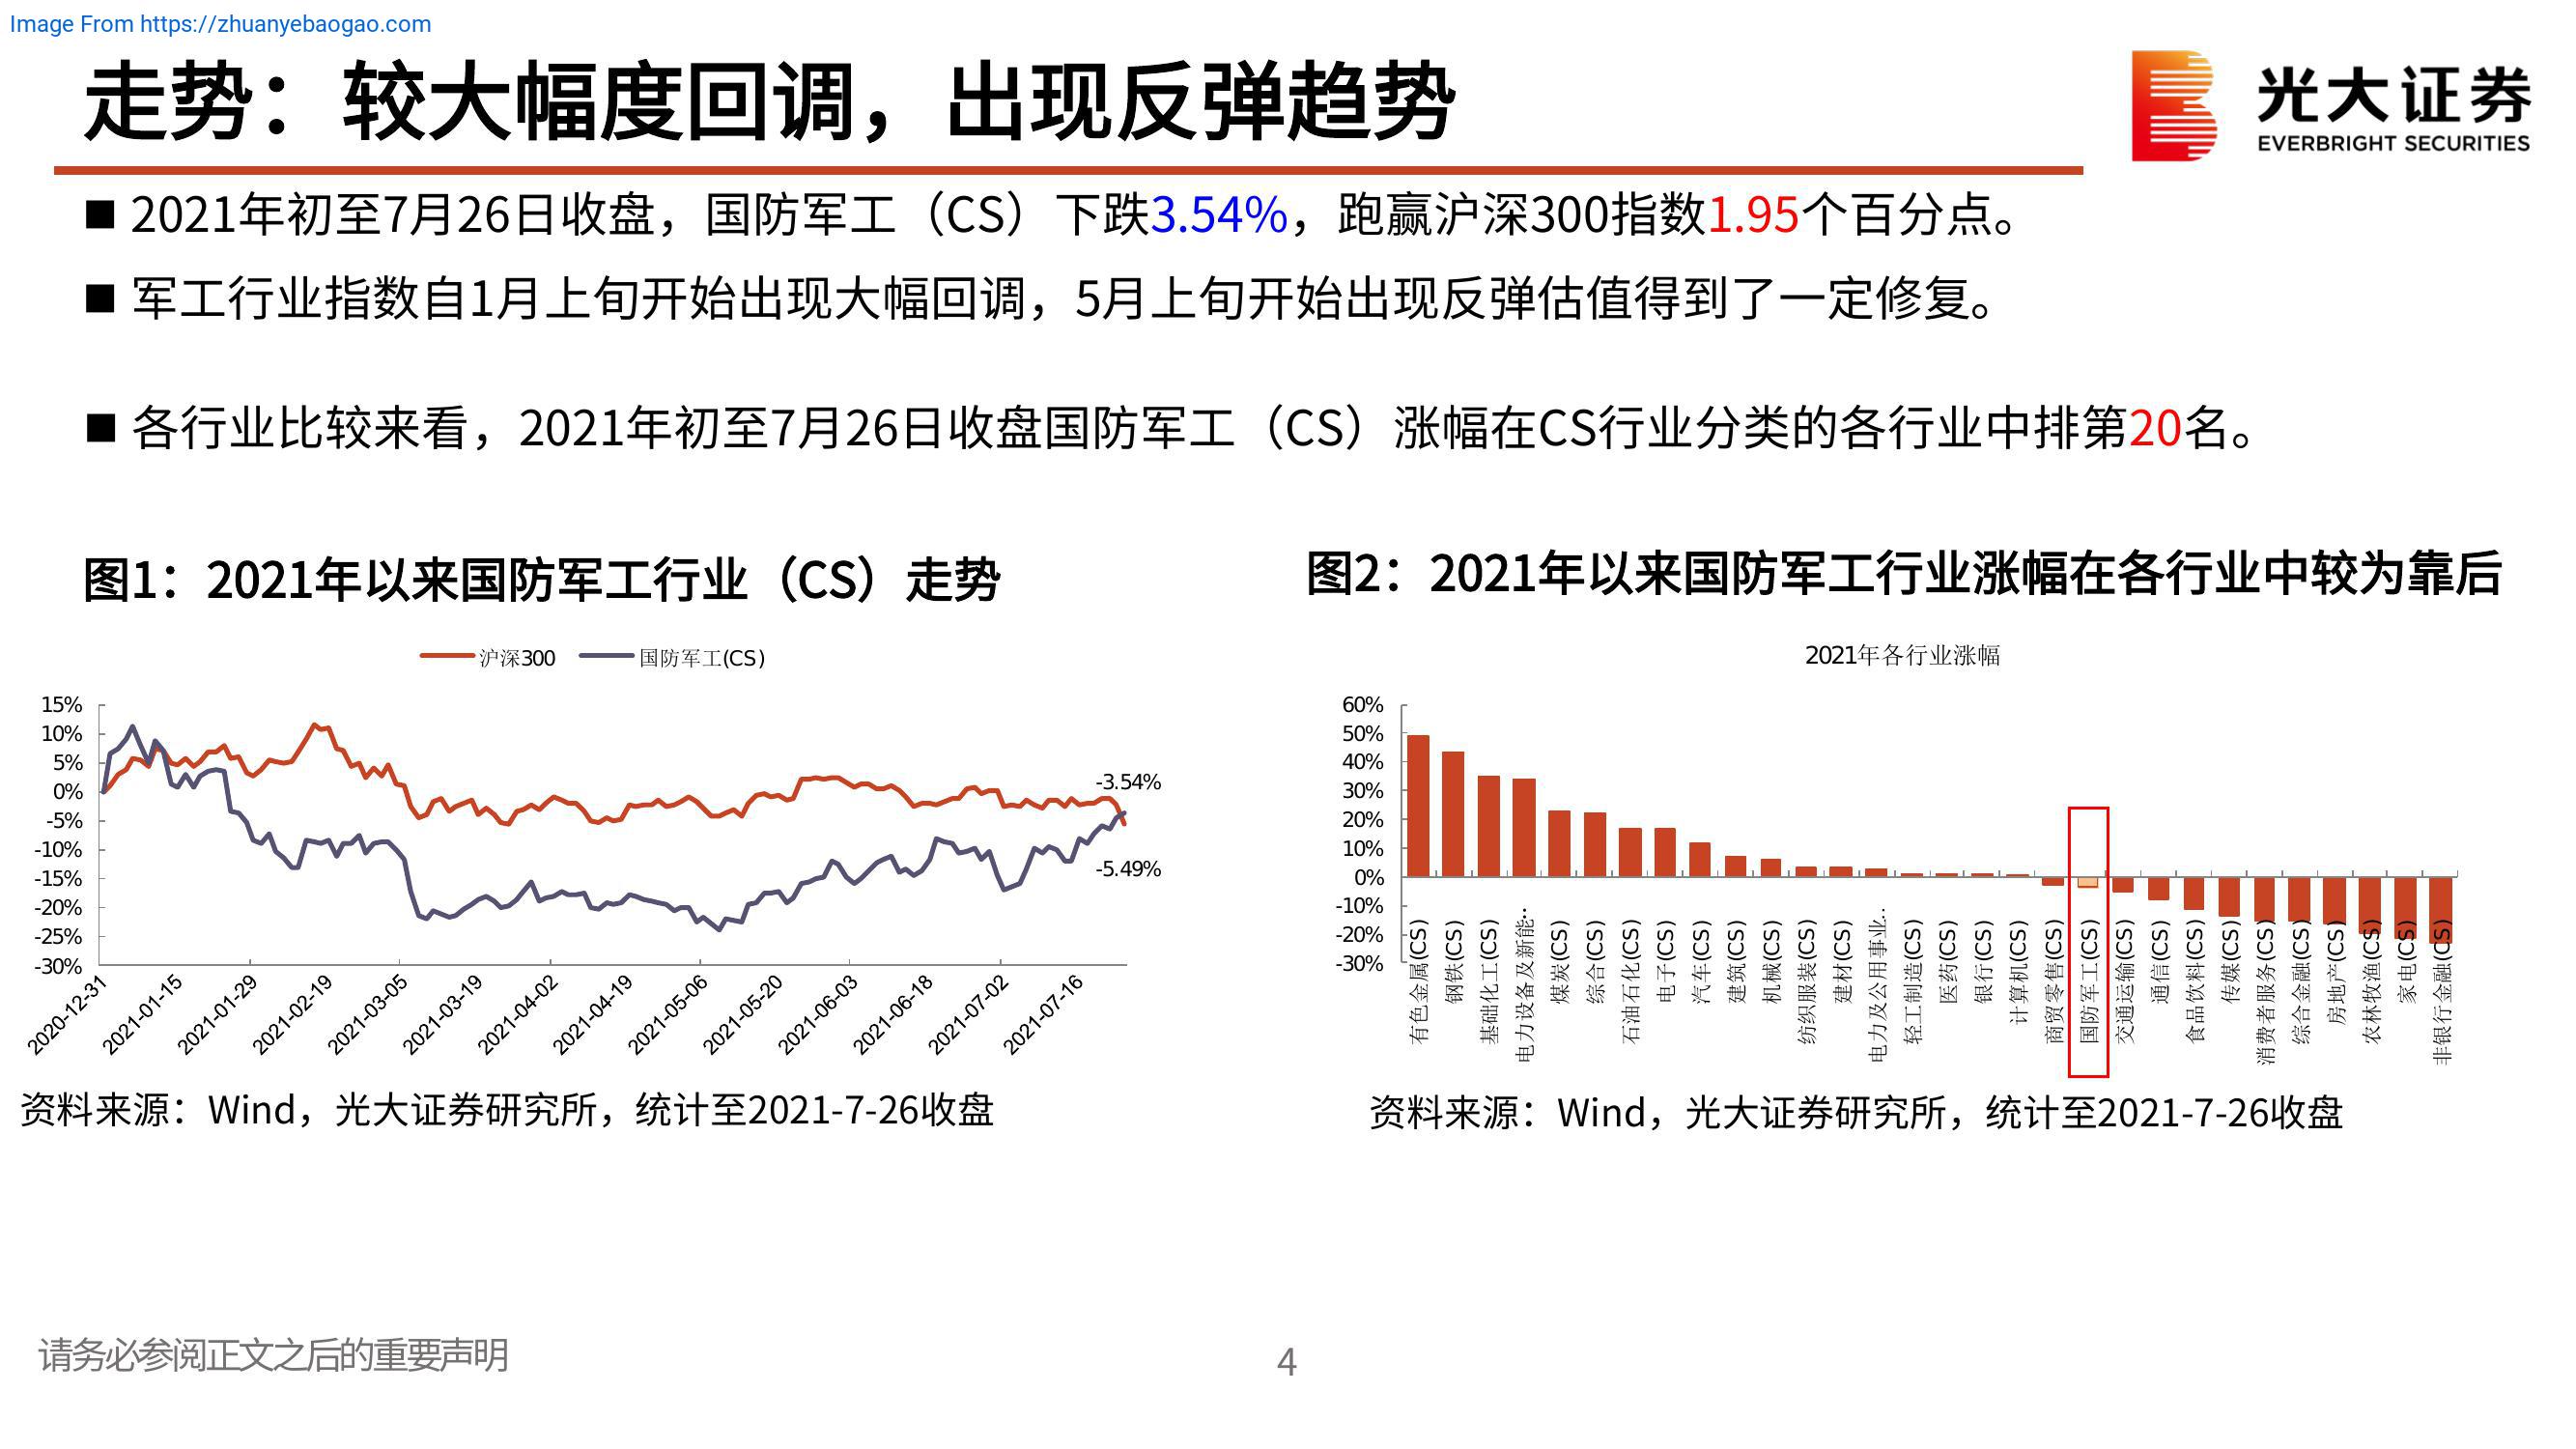 Image From https://zhuanyebaogao.com
走势：较大幅度回调，出现反弹趋势
光大证券
EVERBRIGHT SECURITIES
■ 2021年初至7月26日收盘，国防军工（CS）下跌3.54%，跑赢沪深300指数1.95个百分点。
■ 军工行业指数自1月上旬开始出现大幅回调，5月上旬开始出现反弹估值得到了一定修复。
■ 各行业比较来看，2021年初至7月26日收盘国防军工（CS）涨幅在CS行业分类的各行业中排第20名。
图1：2021年以来国防军工行业（CS）走势
沪深300 国防军工(CS)
15%
10%
5%
0%
-5%
-10%
-15%
-20%
-25%
-30%
-3.54%
-5.49%
2020-12-31
2021-01-15
2021-01-29
2021-02-19
2021-03-05
2021-03-19
2021-04-02
2021-04-19
2021-05-06
2021-05-20
2021-06-03
2021-06-18
2021-07-02
2021-07-16
资料来源：Wind，光大证券研究所，统计至2021-7-26收盘
图2：2021年以来国防军工行业涨幅在各行业中较为靠后
2021年各行业涨幅
60%
50%
40%
30%
20%
10%
0%
-10%
-20%
-30%
有色金属(CS)
钢铁(CS)
基础化工(CS)
电力设备及新能..
煤炭(CS)
综合(CS)
石油石化(CS)
电子(CS)
汽车(CS)
建筑(CS)
机械(CS)
纺织服装(CS)
建材(CS)
电力及公用事业..
轻工制造(CS)
医药(CS)
银行(CS)
计算机(CS)
商贸零售(CS)
国防军工(CS)
交通运输(CS)
通信(CS)
食品饮料(CS)
传媒(CS)
消费者服务(CS)
综合金融(CS)
房地产(CS)
农林牧渔(CS)
家电(CS)
非银行金融(CS)
资料来源：Wind，光大证券研究所，统计至2021-7-26收盘
请务必参阅正文之后的重要声明
4